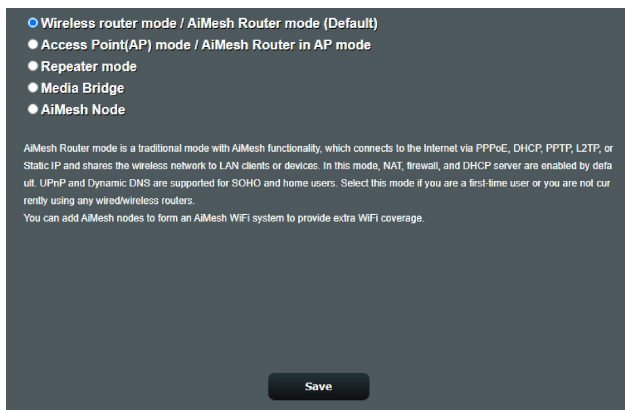 Wireless router mode / AiMesh Router mode (Default)
Access Point(AP) mode / AiMesh Router in AP mode
Repeater mode
Media Bridge
AiMesh Node
AiMesh Router mode is a traditional mode with AiMesh functionality, which connects to the Internet via PPPoE, DHCP, PPTP, L2TP, or
Static IP and shares the wireless network to LAN clients or devices. In this mode, NAT, firewall, and DHCP server are enabled by defa
ult. UPnP and Dynamic DNS are supported for SOHO and home users. Select this mode if you are a first-time user or you are not cur
rently using any wired/wireless routers.
You can add AiMesh nodes to form an AiMesh WiFi system to provide extra WiFi coverage.
Save